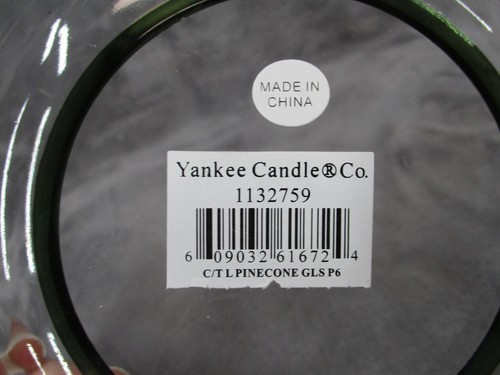 MADE IN
CHINA
Yankee Candle®Co.
1132759
6 09032 61672 4
C/T L PINECONE GLS P6